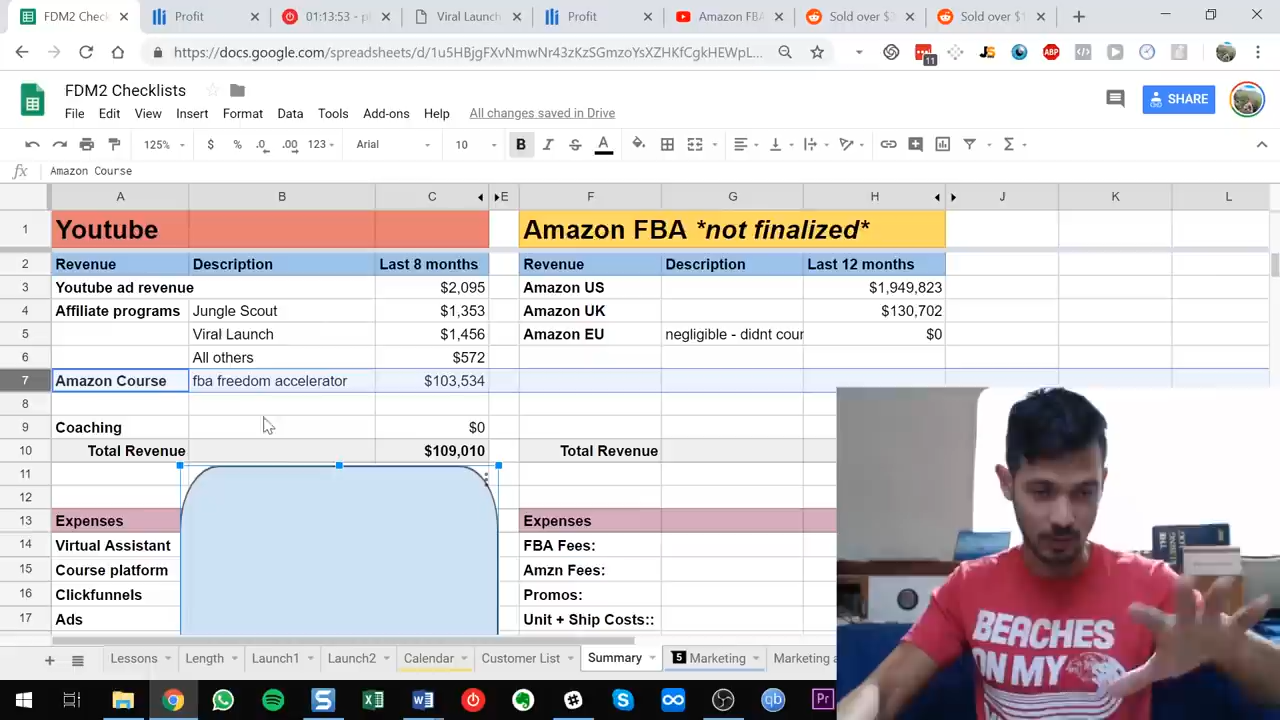 FDM2 Check
Profit
01:13:53 - p
Viral Launch
Profit
Amazon FBA
Sold over $
Sold over $1
https://docs.google.com/spreadsheets/d/1u5HBjgFXvNmwNr43zKzSGmzoYsXZHKfCgkHEWpL...
ABP
JS
11
FDM2 Checklists
File Edit View Insert Format Data Tools Add-ons Help All changes saved in Drive
SHARE
125% $ % .0 .00 123 Arial 10 B I S A
fx Amazon Course
A B C E F G H J K L
1 Youtube Amazon FBA *not finalized*
2 Revenue Description Last 8 months Revenue Description Last 12 months
3 Youtube ad revenue $2,095 Amazon US $1,949,823
4 Affiliate programs Jungle Scout $1,353 Amazon UK $130,702
5 Viral Launch $1,456 Amazon EU negligible - didnt cour $0
6 All others $572
7 Amazon Course fba freedom accelerator $103,534
8
9 Coaching $0
10 Total Revenue $109,010 Total Revenue
11
12
13 Expenses Expenses
14 Virtual Assistant FBA Fees:
15 Course platform Amzn Fees:
16 Clickfunnels Promos:
17 Ads Unit + Ship Costs::
BEACHES
ON MY
Lessons Length Launch1 Launch2 Calendar Customer List Summary 5 Marketing Marketing a
qb Pr